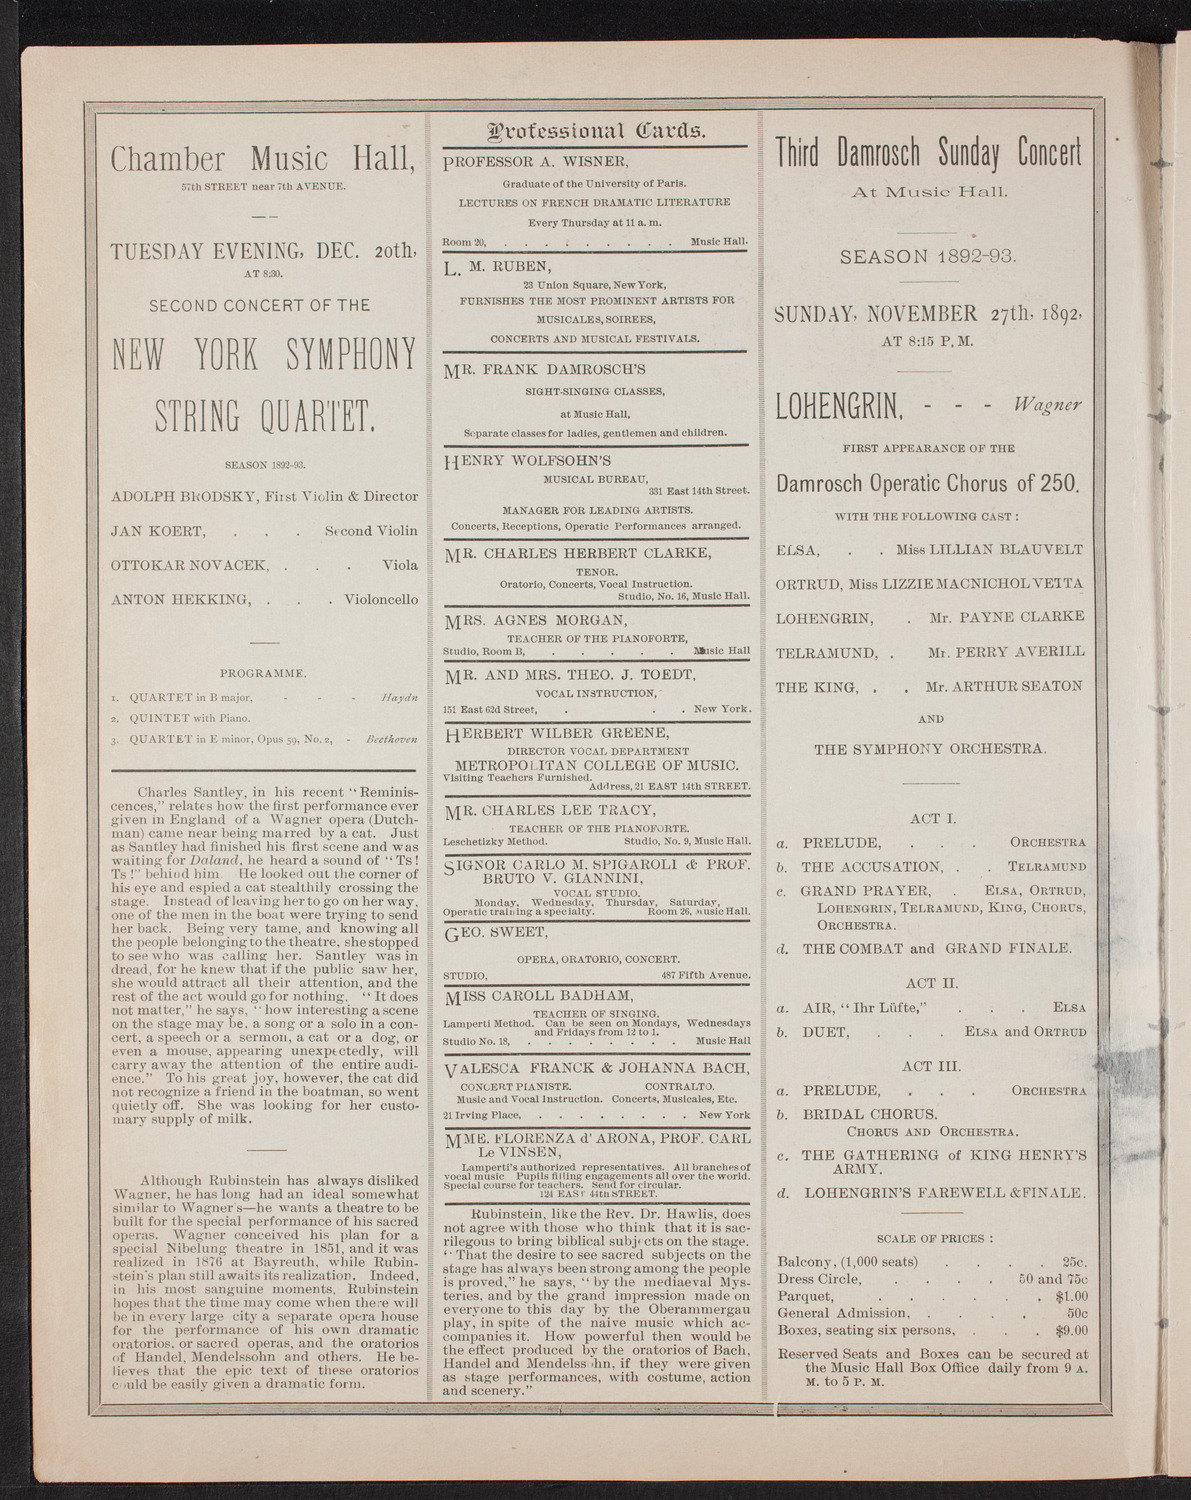 Chamber Music Hall,
57th STREET near 7th AVENUE.
TUESDAY EVENING, DEC. 20th,
AT 8:30.
SECOND CONCERT OF THE
NEW YORK SYMPHONY
STRING QUARTET.
SEASON 1892-93.
ADOLPH BRODSKY, First Violin & Director
JAN KOERT, . . . Second Violin
OTTOKAR NOVACEK, . . . Viola
ANTON HEKKING, . . . Violoncello
PROGRAMME.
1. QUARTET in B major, - - - Haydn
2. QUINTET with Piano.
3. QUARTET in E minor, Opus 59, No. 2, - Beethoven
Charles Santley, in his recent "Reminis-
cences," relates how the first performance ever
given in England of a Wagner opera (Dutch-
man) came near being marred by a cat. Just
as Santley had finished his first scene and was
waiting for Daland, he heard a sound of "Ts!
Ts!" behind him. He looked out the corner of
his eye and espied a cat stealthily crossing the
stage. Instead of leaving her to go on her way,
one of the men in the boat were trying to send
her back. Being very tame, and knowing all
the people belonging to the theatre, she stopped
to see who was calling her. Santley was in
dread, for he knew that if the public saw her,
she would attract all their attention, and the
rest of the act would go for nothing. "It does
not matter," he says, "how interesting a scene
on the stage may be, a song or a solo in a con-
cert, a speech or a sermon, a cat or a dog, or
even a mouse, appearing unexpectedly, will
carry away the attention of the entire audi-
ence." To his great joy, however, the cat did
not recognize a friend in the boatman, so went
quietly off. She was looking for her custo-
mary supply of milk.
Although Rubinstein has always disliked
Wagner, he has long had an ideal somewhat
similar to Wagner's—he wants a theatre to be
built for the special performance of his sacred
operas. Wagner conceived his plan for a
special Nibelung theatre in 1851, and it was
realized in 1876 at Bayreuth, while Rubin-
stein's plan still awaits its realization. Indeed,
in his most sanguine moments, Rubinstein
hopes that the time may come when there will
be in every large city a separate opera house
for the performance of his own dramatic
oratorios, or sacred operas, and the oratorios
of Handel, Mendelssohn and others. He be-
lieves that the epic text of these oratorios
could be easily given a dramatic form.
Professional Cards.
PROFESSOR A. WISNER,
Graduate of the University of Paris.
LECTURES ON FRENCH DRAMATIC LITERATURE
Every Thursday at 11 a. m.
Room 20, . . . . . . . . . Music Hall.
L. M. RUBEN,
23 Union Square, New York,
FURNISHES THE MOST PROMINENT ARTISTS FOR
MUSICALES, SOIREES,
CONCERTS AND MUSICAL FESTIVALS.
MR. FRANK DAMROSCH'S
SIGHT-SINGING CLASSES,
at Music Hall,
Separate classes for ladies, gentlemen and children.
HENRY WOLFSOHN'S
MUSICAL BUREAU,
331 East 14th Street.
MANAGER FOR LEADING ARTISTS.
Concerts, Receptions, Operatic Performances arranged.
MR. CHARLES HERBERT CLARKE,
TENOR.
Oratorio, Concerts, Vocal Instruction.
Studio, No. 16, Music Hall.
MRS. AGNES MORGAN,
TEACHER OF THE PIANOFORTE,
Studio, Room B, . . . . . Music Hall
MR. AND MRS. THEO. J. TOEDT,
VOCAL INSTRUCTION,
151 East 62d Street, . . . New York.
HERBERT WILBER GREENE,
DIRECTOR VOCAL DEPARTMENT
METROPOLITAN COLLEGE OF MUSIC.
Visiting Teachers Furnished.
Address, 21 EAST 14th STREET.
MR. CHARLES LEE TRACY,
TEACHER OF THE PIANOFORTE.
Leschetizky Method. Studio, No. 9, Music Hall.
SIGNOR CARLO M. SPIGAROLI & PROF.
BRUTO V. GIANNINI,
VOCAL STUDIO.
Monday, Wednesday, Thursday, Saturday,
Operatic training a specialty. Room 26, Music Hall.
GEO. SWEET,
OPERA, ORATORIO, CONCERT.
STUDIO, 487 Fifth Avenue.
MISS CAROLL BADHAM,
TEACHER OF SINGING.
Lamperti Method. Can be seen on Mondays, Wednesdays
and Fridays from 12 to 1.
Studio No. 18, . . . . . . . . Music Hall
VALESCA FRANCK & JOHANNA BACH,
CONCERT PIANISTE. CONTRALTO.
Music and Vocal Instruction. Concerts, Musicales, Etc.
21 Irving Place, . . . . . . . . New York
MME. FLORENZA d' ARONA, PROF. CARL
Le VINSEN,
Lamperti's authorized representatives. All branches of
vocal music Pupils filling engagements all over the world.
Special course for teachers. Send for circular.
124 EAST 44th STREET.
Rubinstein, like the Rev. Dr. Hawlis, does
not agree with those who think that it is sac-
rilegous to bring biblical subjects on the stage.
"That the desire to see sacred subjects on the
stage has always been strong among the people
is proved," he says, "by the mediaeval Mys-
teries, and by the grand impression made on
everyone to this day by the Oberammergau
play, in spite of the naive music which ac-
companies it. How powerful then would be
the effect produced by the oratorios of Bach,
Handel and Mendelssohn, if they were given
as stage performances, with costume, action
and scenery."
Third Damrosch Sunday Concert
At Music Hall.
SEASON 1892-93.
SUNDAY, NOVEMBER 27th, 1892,
AT 8:15 P. M.
LOHENGRIN, - - - Wagner
FIRST APPEARANCE OF THE
Damrosch Operatic Chorus of 250.
WITH THE FOLLOWING CAST:
ELSA, . . Miss LILLIAN BLAUVELT
ORTRUD, Miss LIZZIE MACNICHOL VETTA
LOHENGRIN, . Mr. PAYNE CLARKE
TELRAMUND, . Mr. PERRY AVERILL
THE KING, . . Mr. ARTHUR SEATON
AND
THE SYMPHONY ORCHESTRA.
ACT I.
a. PRELUDE, . . . ORCHESTRA
b. THE ACCUSATION, . . TELRAMUND
c. GRAND PRAYER, . ELSA, ORTRUD,
LOHENGRIN, TELRAMUND, KING, CHORUS,
ORCHESTRA.
d. THE COMBAT and GRAND FINALE.
ACT II.
a. AIR, "Ihr Lüfte," . . . ELSA
b. DUET, . . . ELSA and ORTRUD
ACT III.
a. PRELUDE, . . . ORCHESTRA
b. BRIDAL CHORUS.
CHORUS AND ORCHESTRA.
c. THE GATHERING of KING HENRY'S
ARMY.
d. LOHENGRIN'S FAREWELL & FINALE.
SCALE OF PRICES:
Balcony, (1,000 seats) . . . . 25c.
Dress Circle, . . . . 50 and 75c
Parquet, . . . . . . $1.00
General Admission, . . . . 50c
Boxes, seating six persons, . . . $9.00
Reserved Seats and Boxes can be secured at
the Music Hall Box Office daily from 9 A.
M. to 5 P. M.